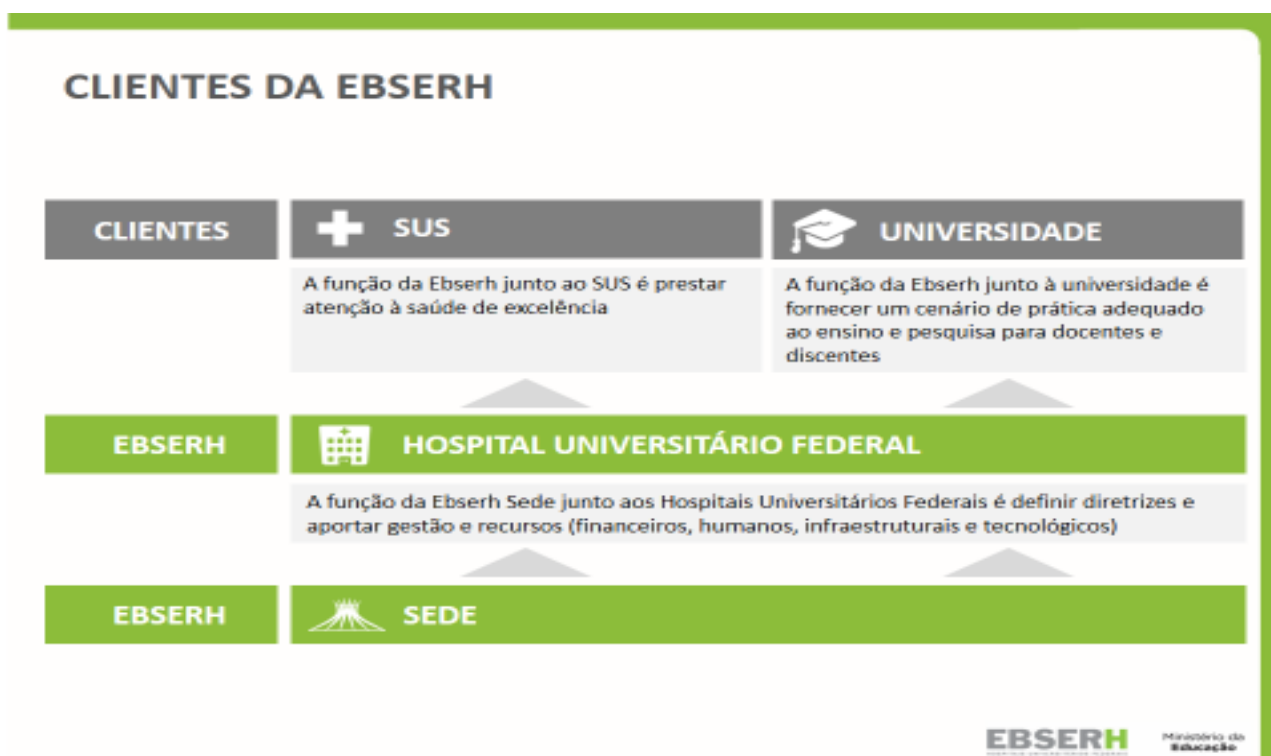 CLIENTES DA EBSERH
CLIENTES
SUS
UNIVERSIDADE
A função da Ebserh junto ao SUS é prestar
atenção à saúde de excelência
A função da Ebserh junto à universidade é
fornecer um cenário de prática adequado
ao ensino e pesquisa para docentes e
discentes
EBSERH
HOSPITAL UNIVERSITÁRIO FEDERAL
A função da Ebserh Sede junto aos Hospitais Universitários Federais é definir diretrizes e
aportar gestão e recursos (financeiros, humanos, infraestruturais e tecnológicos)
EBSERH
SEDE
EBSERH
Ministério da
Educação